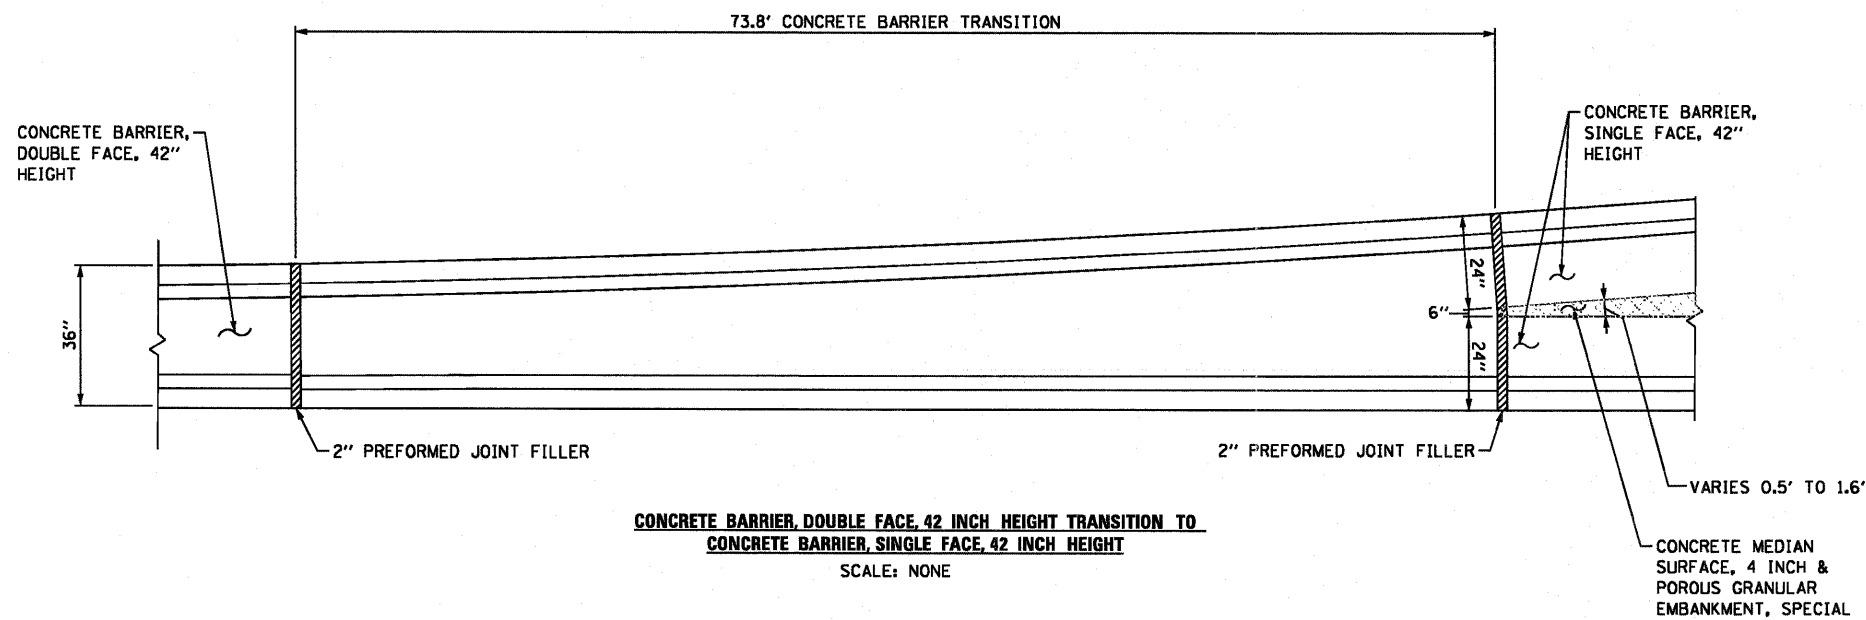 73.8' CONCRETE BARRIER TRANSITION
CONCRETE BARRIER,
DOUBLE FACE, 42"
HEIGHT
CONCRETE BARRIER,
SINGLE FACE, 42"
HEIGHT
36"
24"
6"
24"
2" PREFORMED JOINT FILLER
2" PREFORMED JOINT FILLER
VARIES 0.5' TO 1.6'
CONCRETE BARRIER, DOUBLE FACE, 42 INCH HEIGHT TRANSITION TO
CONCRETE BARRIER, SINGLE FACE, 42 INCH HEIGHT
SCALE: NONE
CONCRETE MEDIAN
SURFACE, 4 INCH &
POROUS GRANULAR
EMBANKMENT, SPECIAL